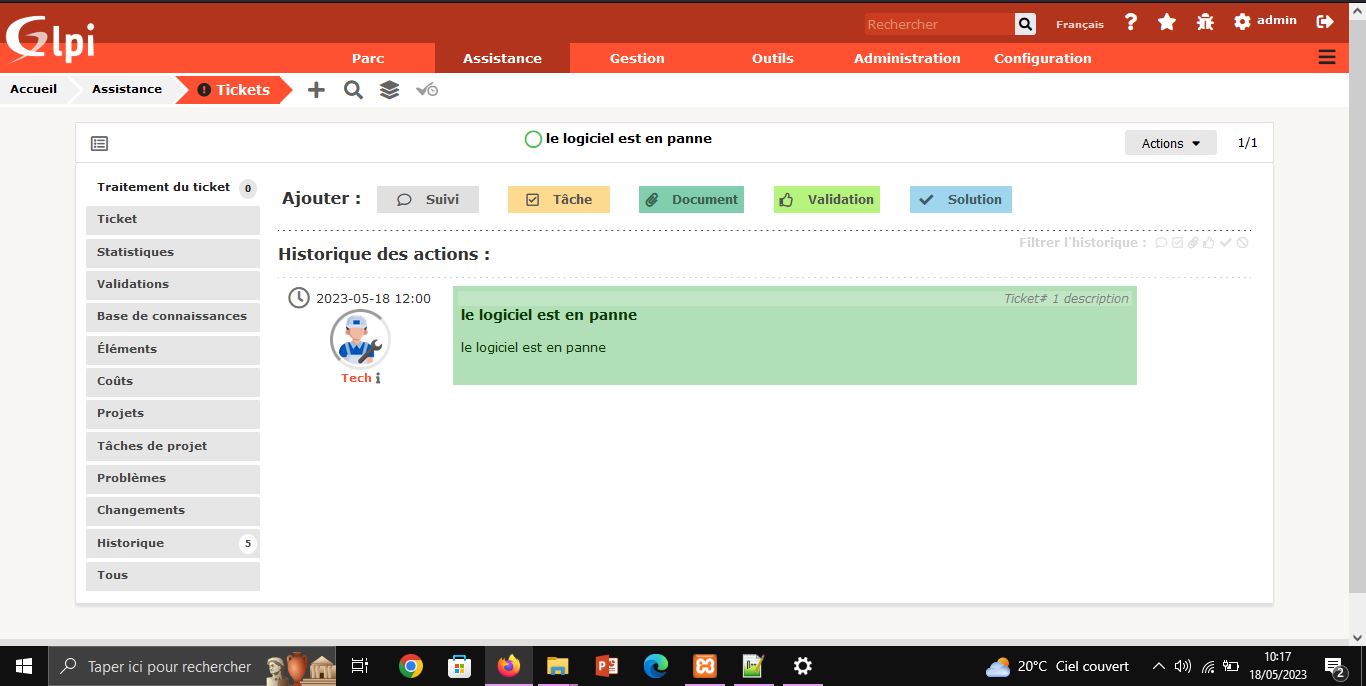 Glpi
Rechercher
Français
?
admin
Parc
Assistance
Gestion
Outils
Administration
Configuration
Accueil
Assistance
Tickets
le logiciel est en panne
Actions
1/1
Traitement du ticket 0
Ticket
Statistiques
Validations
Base de connaissances
Éléments
Coûts
Projets
Tâches de projet
Problèmes
Changements
Historique 5
Tous
Ajouter :
Suivi
Tâche
Document
Validation
Solution
Filtrer l'historique :
Historique des actions :
2023-05-18 12:00
Tech
Ticket# 1 description
le logiciel est en panne
le logiciel est en panne
Taper ici pour rechercher
20°C Ciel couvert
10:17
18/05/2023
2